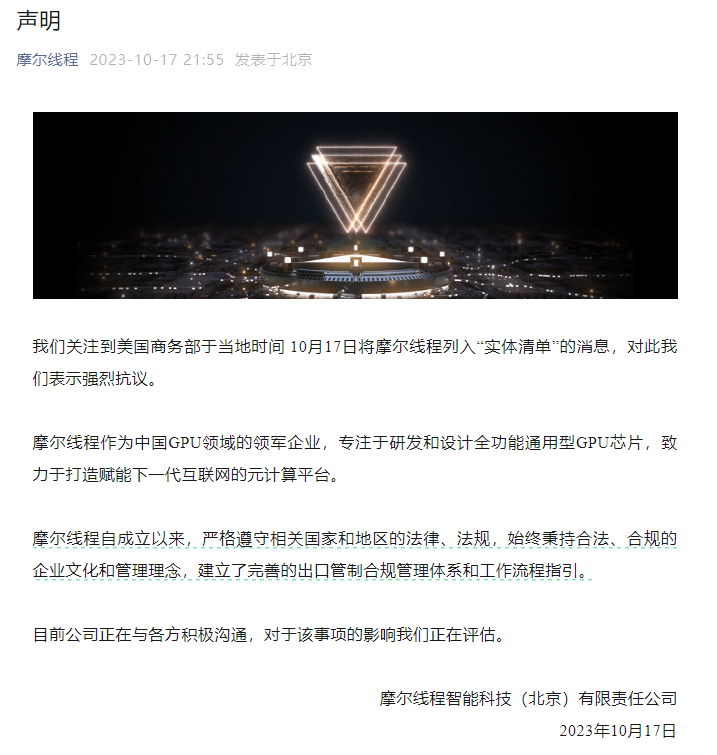 声明
摩尔线程 2023-10-17 21:55 发表于北京
我们关注到美国商务部于当地时间 10月17日将摩尔线程列入“实体清单”的消息，对此我
们表示强烈抗议。
摩尔线程作为中国GPU领域的领军企业，专注于研发和设计全功能通用型GPU芯片，致
力于打造赋能下一代互联网的元计算平台。
摩尔线程自成立以来，严格遵守相关国家和地区的法律、法规，始终秉持合法、合规的
企业文化和管理理念，建立了完善的出口管制合规管理体系和工作流程指引。
目前公司正在与各方积极沟通，对于该事项的影响我们正在评估。
摩尔线程智能科技（北京）有限责任公司
2023年10月17日